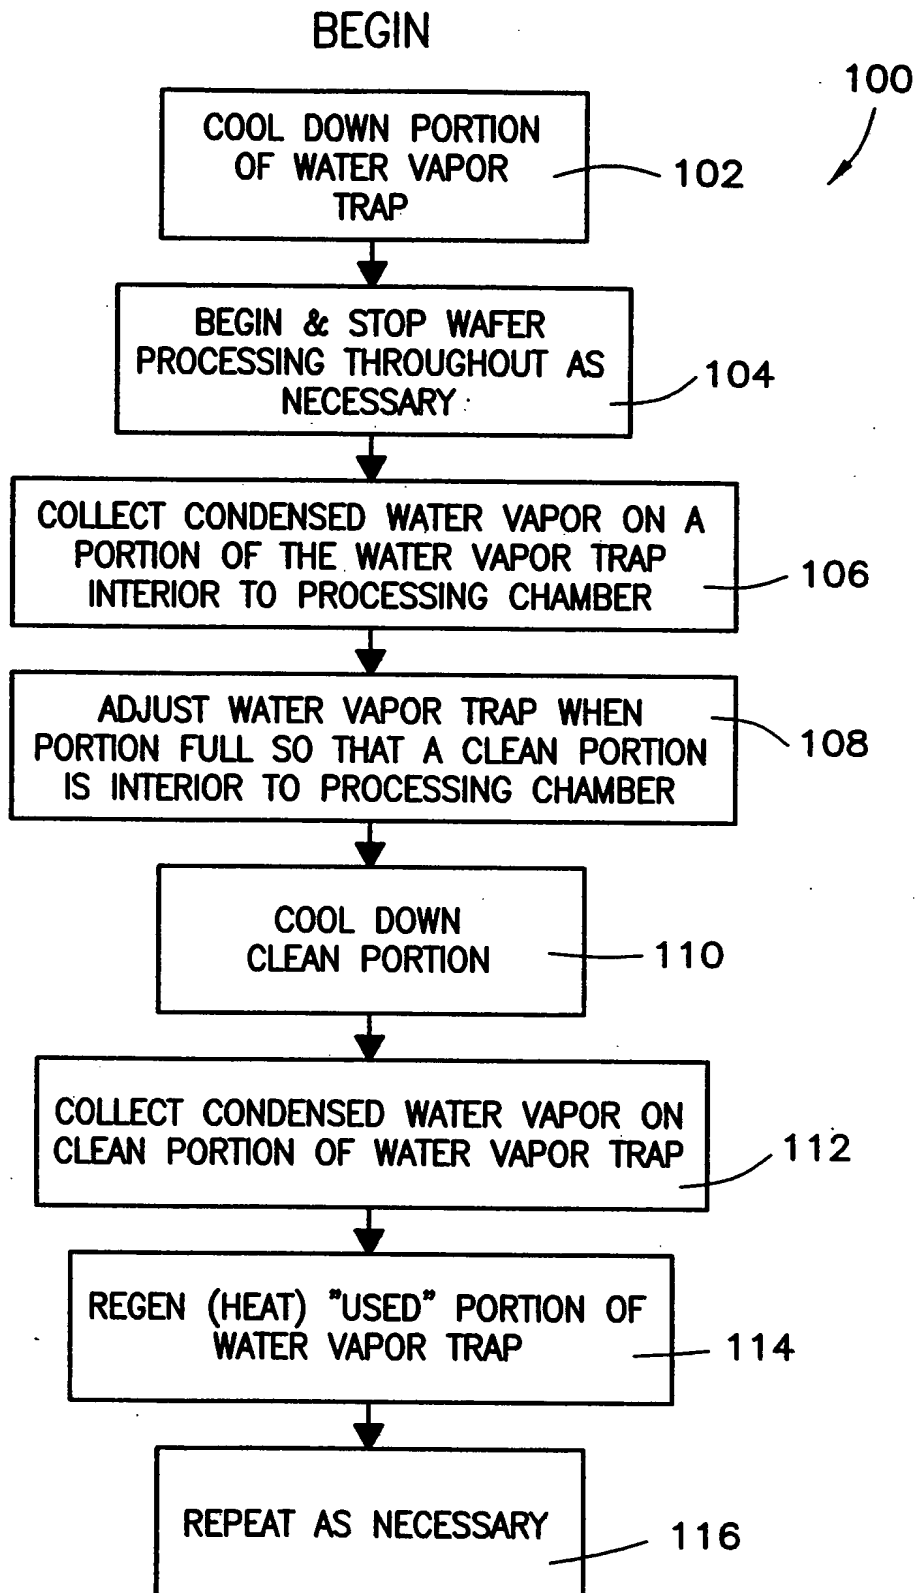 BEGIN
100
COOL DOWN PORTION
OF WATER VAPOR
TRAP
102
BEGIN & STOP WAFER
PROCESSING THROUGHOUT AS
NECESSARY
104
COLLECT CONDENSED WATER VAPOR ON A
PORTION OF THE WATER VAPOR TRAP
INTERIOR TO PROCESSING CHAMBER
106
ADJUST WATER VAPOR TRAP WHEN
PORTION FULL SO THAT A CLEAN PORTION
IS INTERIOR TO PROCESSING CHAMBER
108
COOL DOWN
CLEAN PORTION
110
COLLECT CONDENSED WATER VAPOR ON
CLEAN PORTION OF WATER VAPOR TRAP
112
REGEN (HEAT) "USED" PORTION OF
WATER VAPOR TRAP
114
REPEAT AS NECESSARY
116